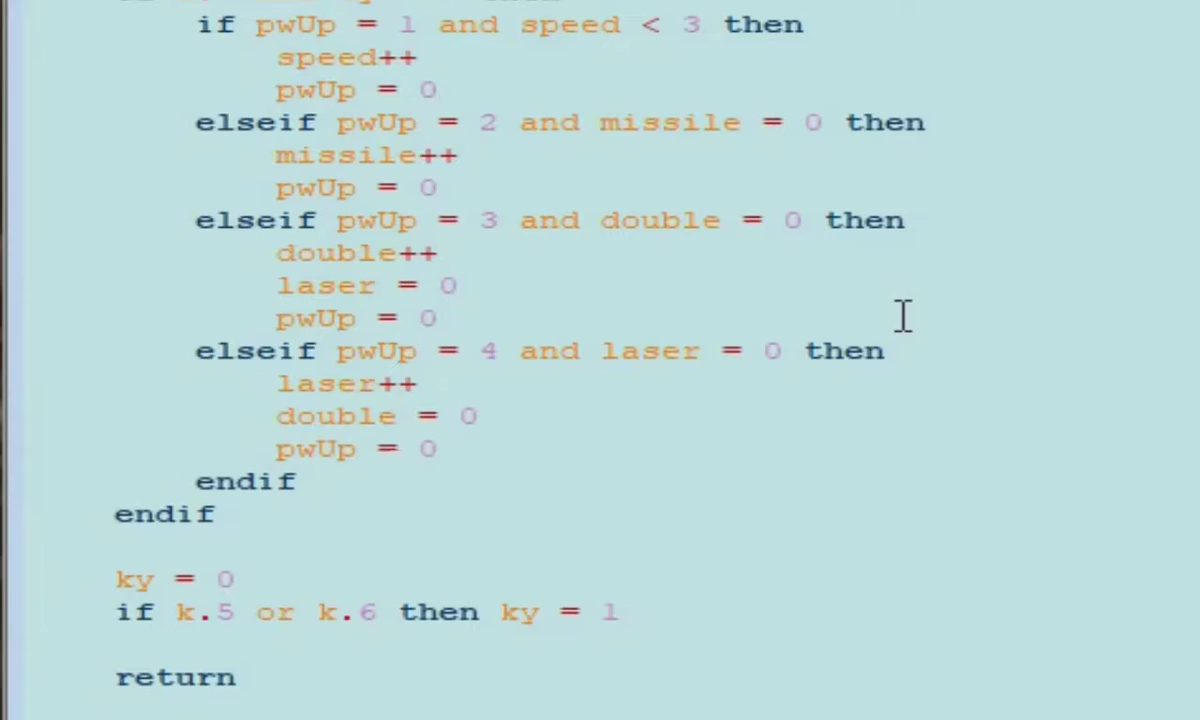 if pwUp = 1 and speed < 3 then
speed++
pwUp = 0
elseif pwUp = 2 and missile = 0 then
missile++
pwUp = 0
elseif pwUp = 3 and double = 0 then
double++
laser = 0
pwUp = 0
elseif pwUp = 4 and laser = 0 then
laser++
double = 0
pwUp = 0
endif
endif
ky = 0
if k.5 or k.6 then ky = 1
return